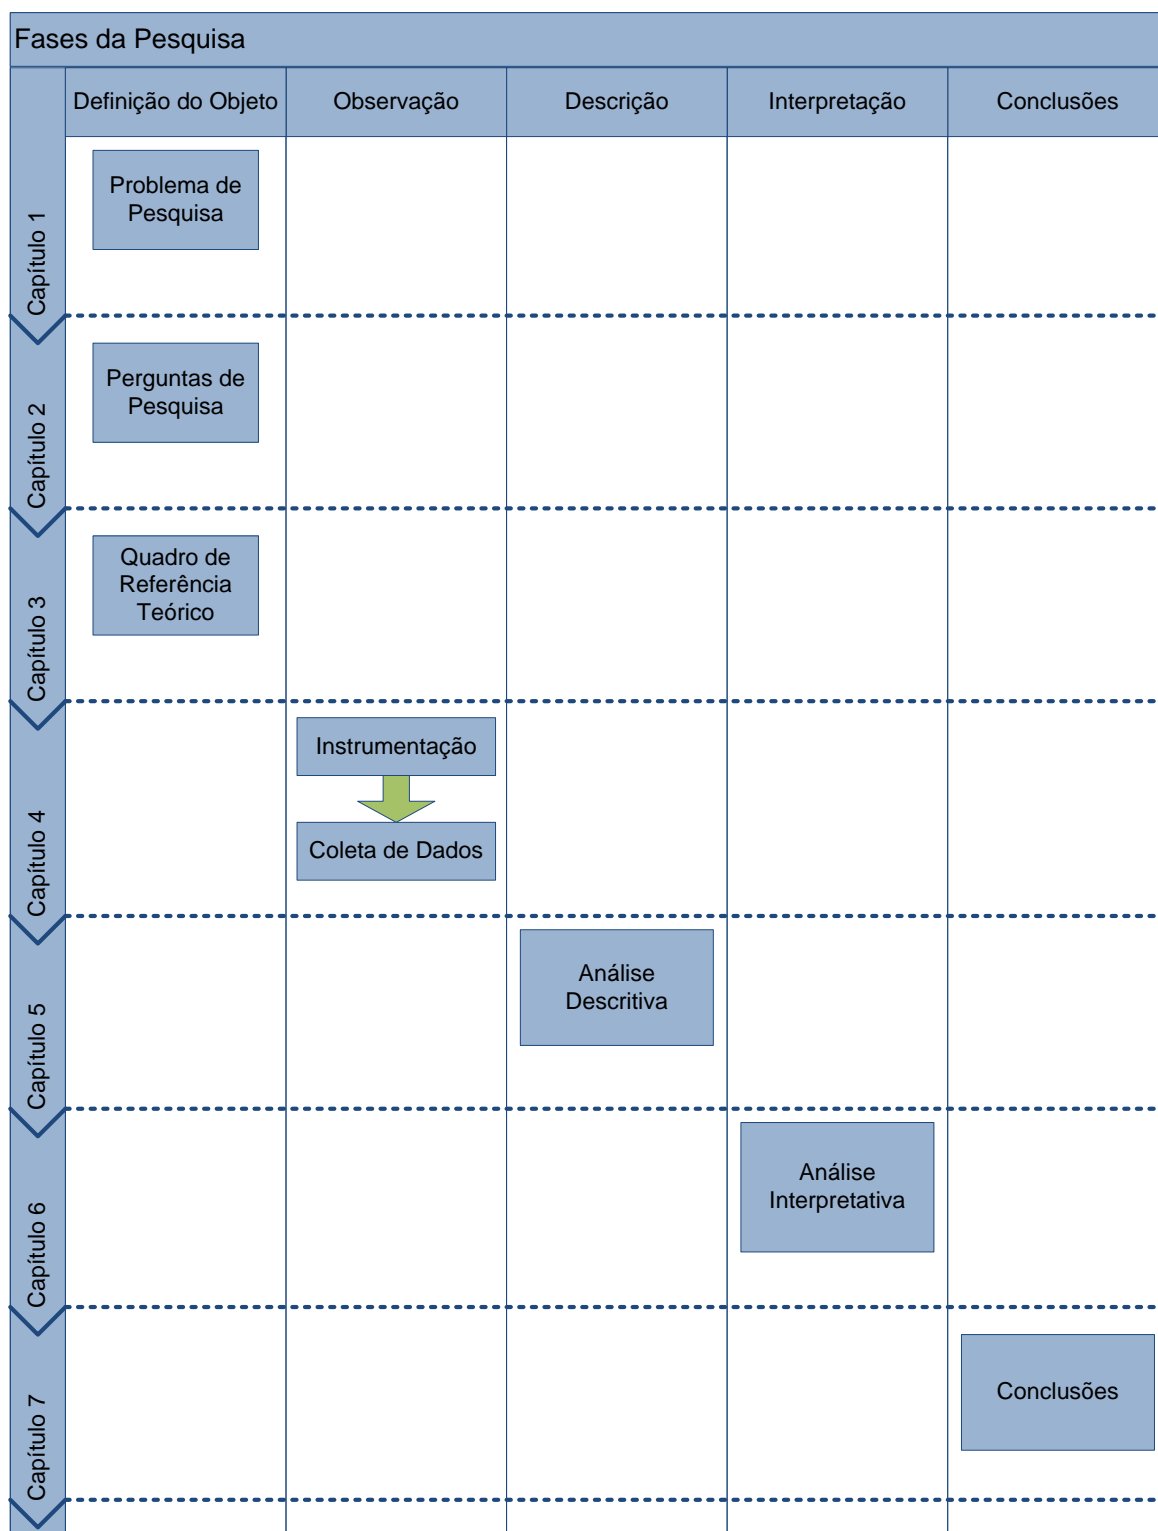 Fases da Pesquisa
Definição do Objeto
Observação
Descrição
Interpretação
Conclusões
Capítulo 1
Problema de
Pesquisa
Capítulo 2
Perguntas de
Pesquisa
Capítulo 3
Quadro de
Referência
Teórico
Capítulo 4
Instrumentação
Coleta de Dados
Capítulo 5
Análise
Descritiva
Capítulo 6
Análise
Interpretativa
Capítulo 7
Conclusões